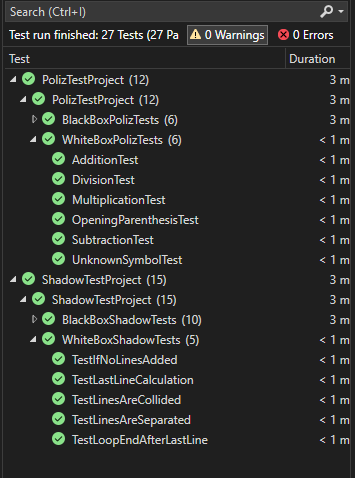 Search (Ctrl+I)
Test run finished: 27 Tests (27 Pa 0 Warnings 0 Errors
Test Duration
PolizTestProject (12) 3 m
PolizTestProject (12) 3 m
BlackBoxPolizTests (6) 3 m
WhiteBoxPolizTests (6) < 1 m
AdditionTest < 1 m
DivisionTest < 1 m
MultiplicationTest < 1 m
OpeningParenthesisTest < 1 m
SubtractionTest < 1 m
UnknownSymbolTest < 1 m
ShadowTestProject (15) 3 m
ShadowTestProject (15) 3 m
BlackBoxShadowTests (10) 3 m
WhiteBoxShadowTests (5) < 1 m
TestIfNoLinesAdded < 1 m
TestLastLineCalculation < 1 m
TestLinesAreCollided < 1 m
TestLinesAreSeparated < 1 m
TestLoopEndAfterLastLine < 1 m